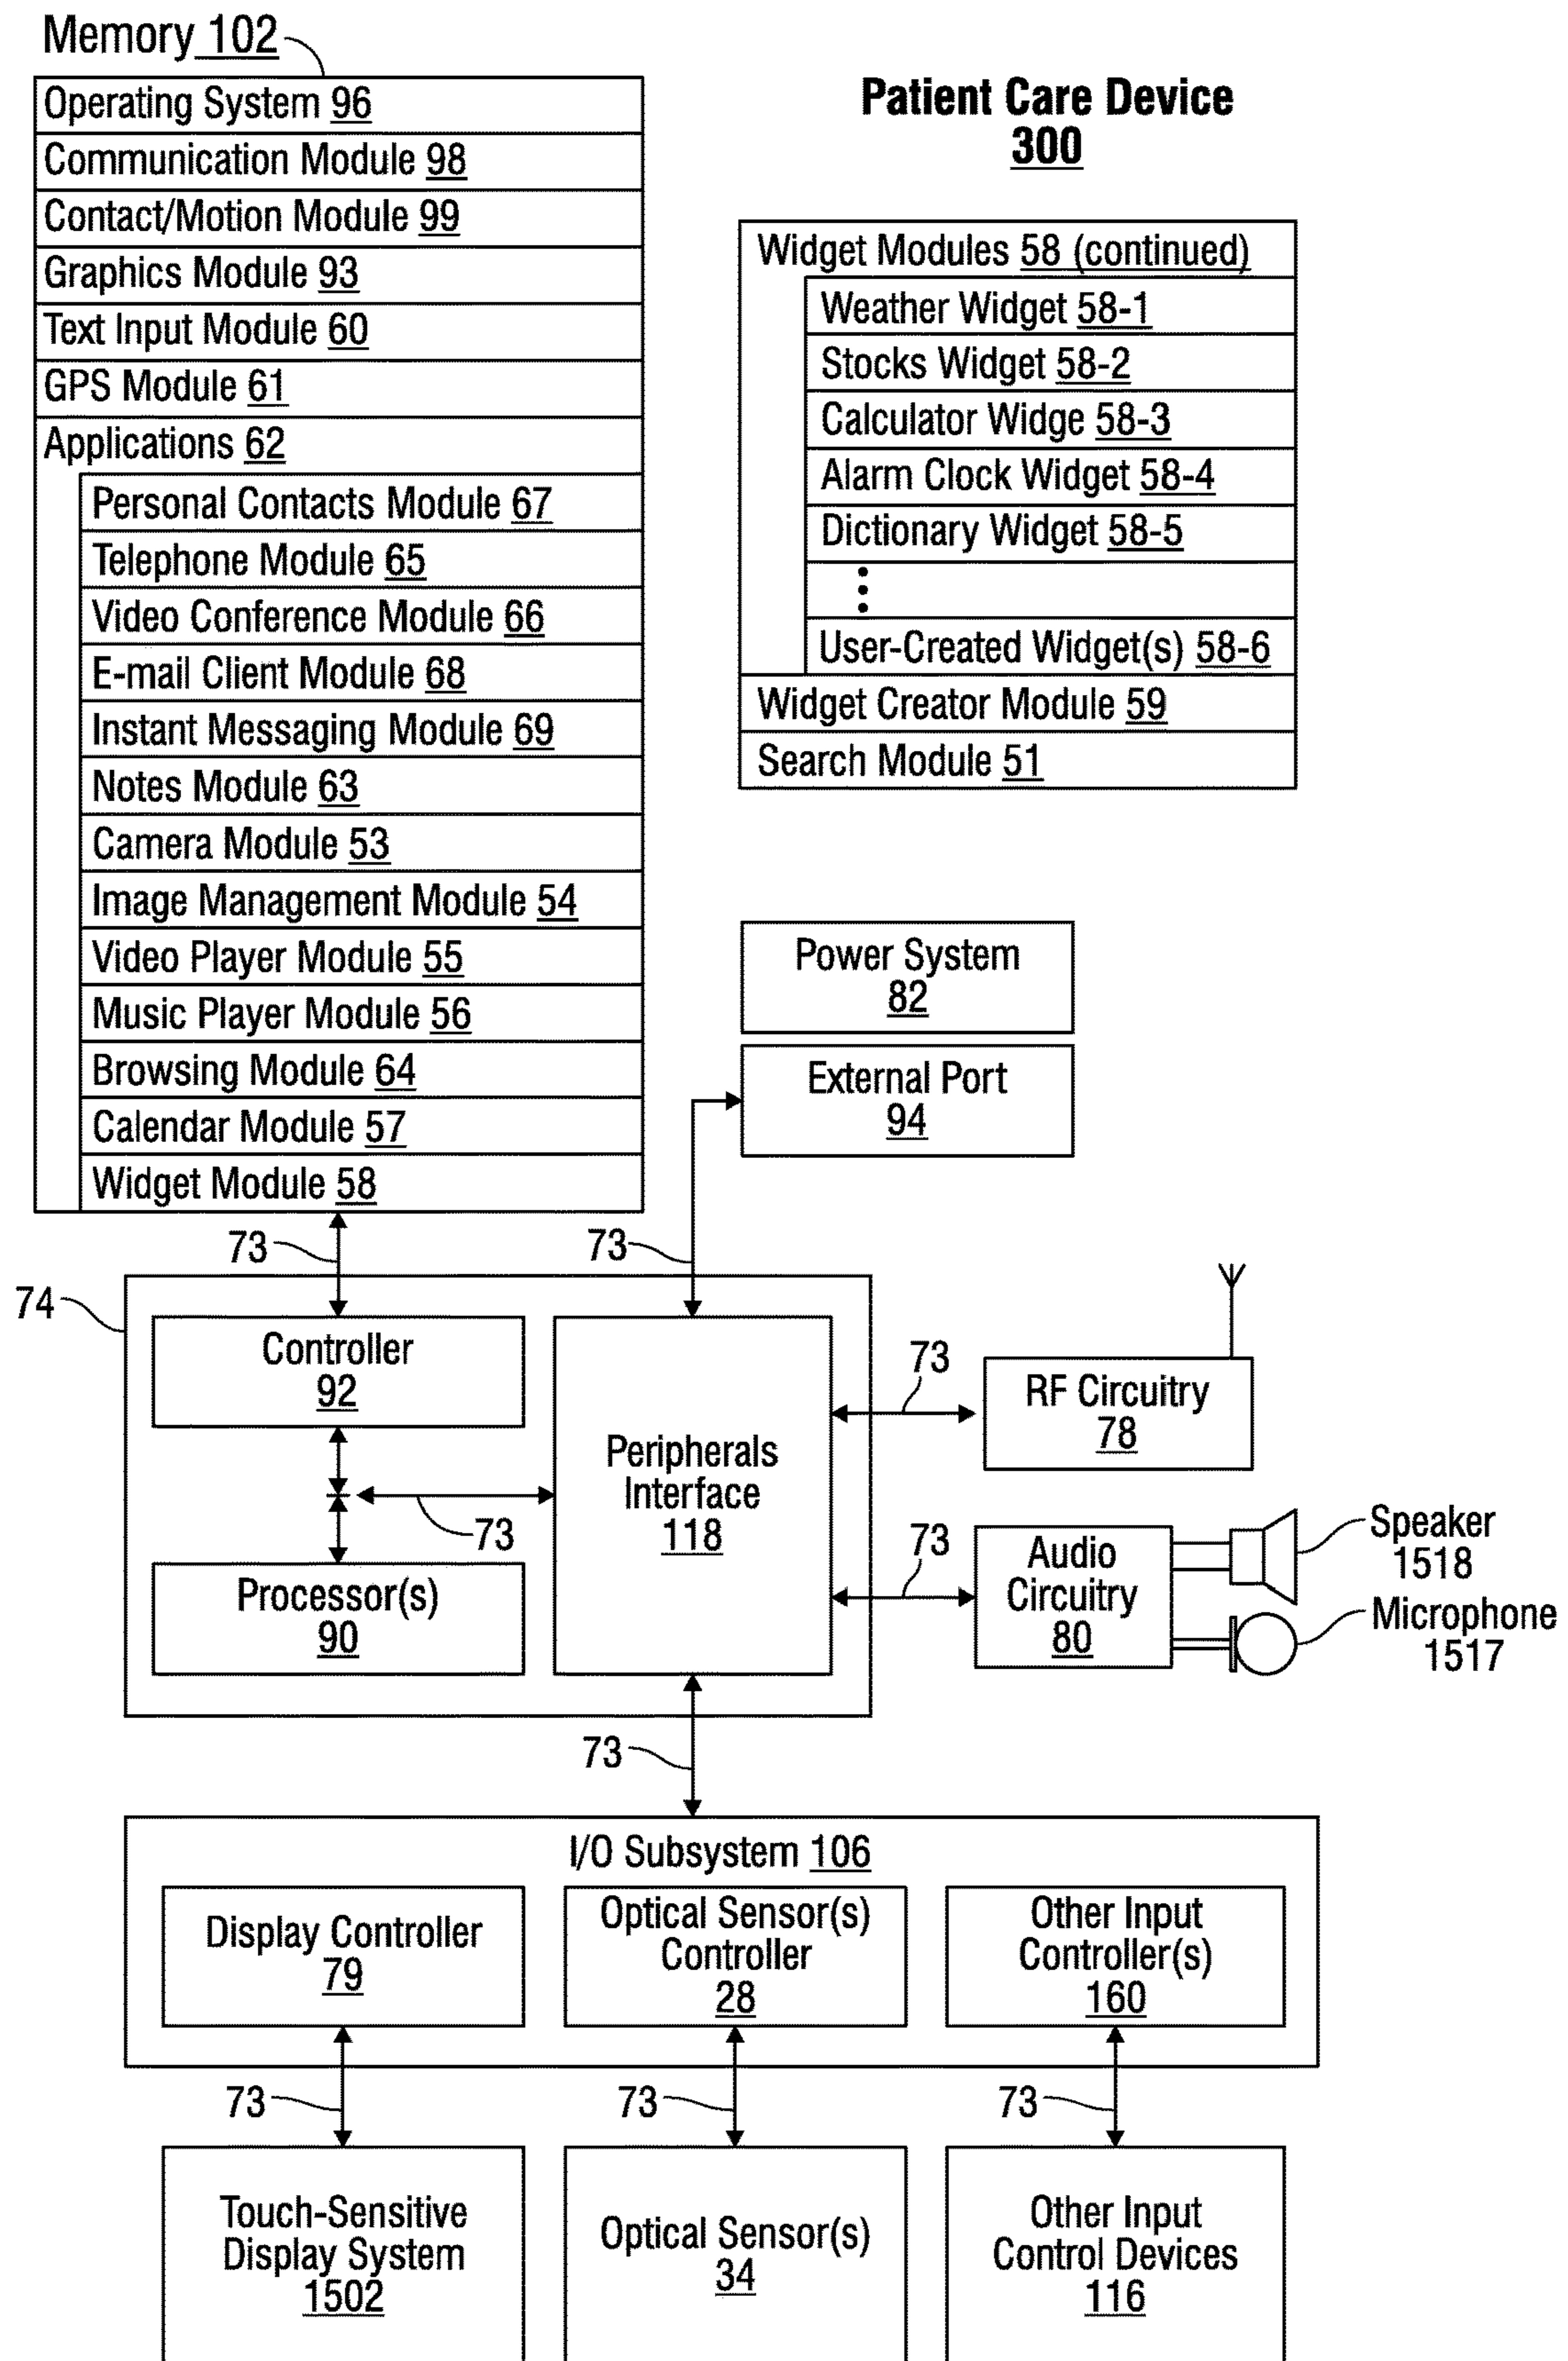 Memory 102
Operating System 96
Communication Module 98
Contact/Motion Module 99
Graphics Module 93
Text Input Module 60
GPS Module 61
Applications 62
Personal Contacts Module 67
Telephone Module 65
Video Conference Module 66
E-mail Client Module 68
Instant Messaging Module 69
Notes Module 63
Camera Module 53
Image Management Module 54
Video Player Module 55
Music Player Module 56
Browsing Module 64
Calendar Module 57
Widget Module 58
Patient Care Device
300
Widget Modules 58 (continued)
Weather Widget 58-1
Stocks Widget 58-2
Calculator Widge 58-3
Alarm Clock Widget 58-4
Dictionary Widget 58-5
User-Created Widget(s) 58-6
Widget Creator Module 59
Search Module 51
Power System
82
External Port
94
73
73
74
Controller
92
Peripherals
Interface
118
73
Processor(s)
90
73
RF Circuitry
78
73
Audio
Circuitry
80
Speaker
1518
Microphone
1517
73
I/O Subsystem 106
Display Controller
79
Optical Sensor(s)
Controller
28
Other Input
Controller(s)
160
73
73
73
Touch-Sensitive
Display System
1502
Optical Sensor(s)
34
Other Input
Control Devices
116